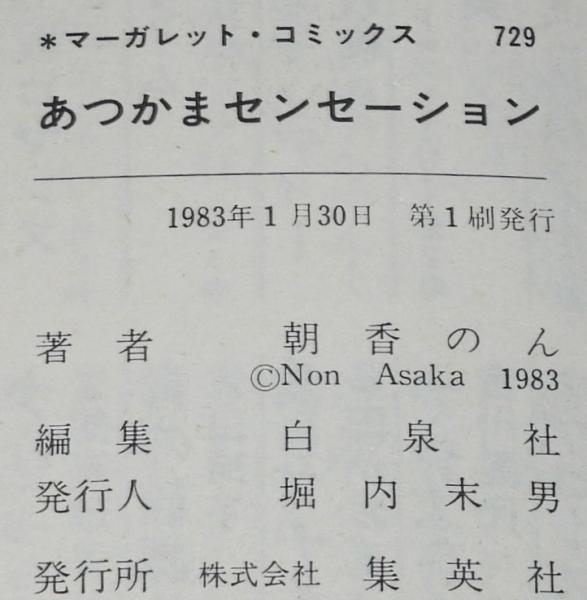 ＊マーガレット・コミックス 729
あつかまセンセーション
1983年1月30日 第1刷発行
著者 朝香のん
©Non Asaka 1983
編集 白泉社
発行人 堀内末男
発行所 株式会社 集英社